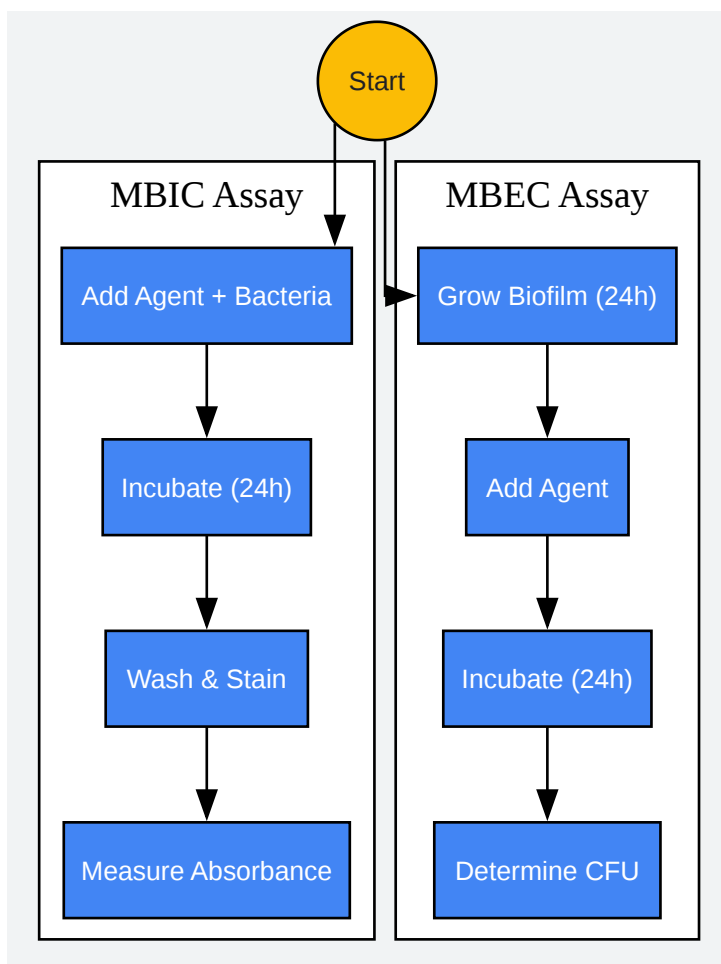 Start
MBIC Assay
Add Agent + Bacteria
Incubate (24h)
Wash & Stain
Measure Absorbance
MBEC Assay
Grow Biofilm (24h)
Add Agent
Incubate (24h)
Determine CFU